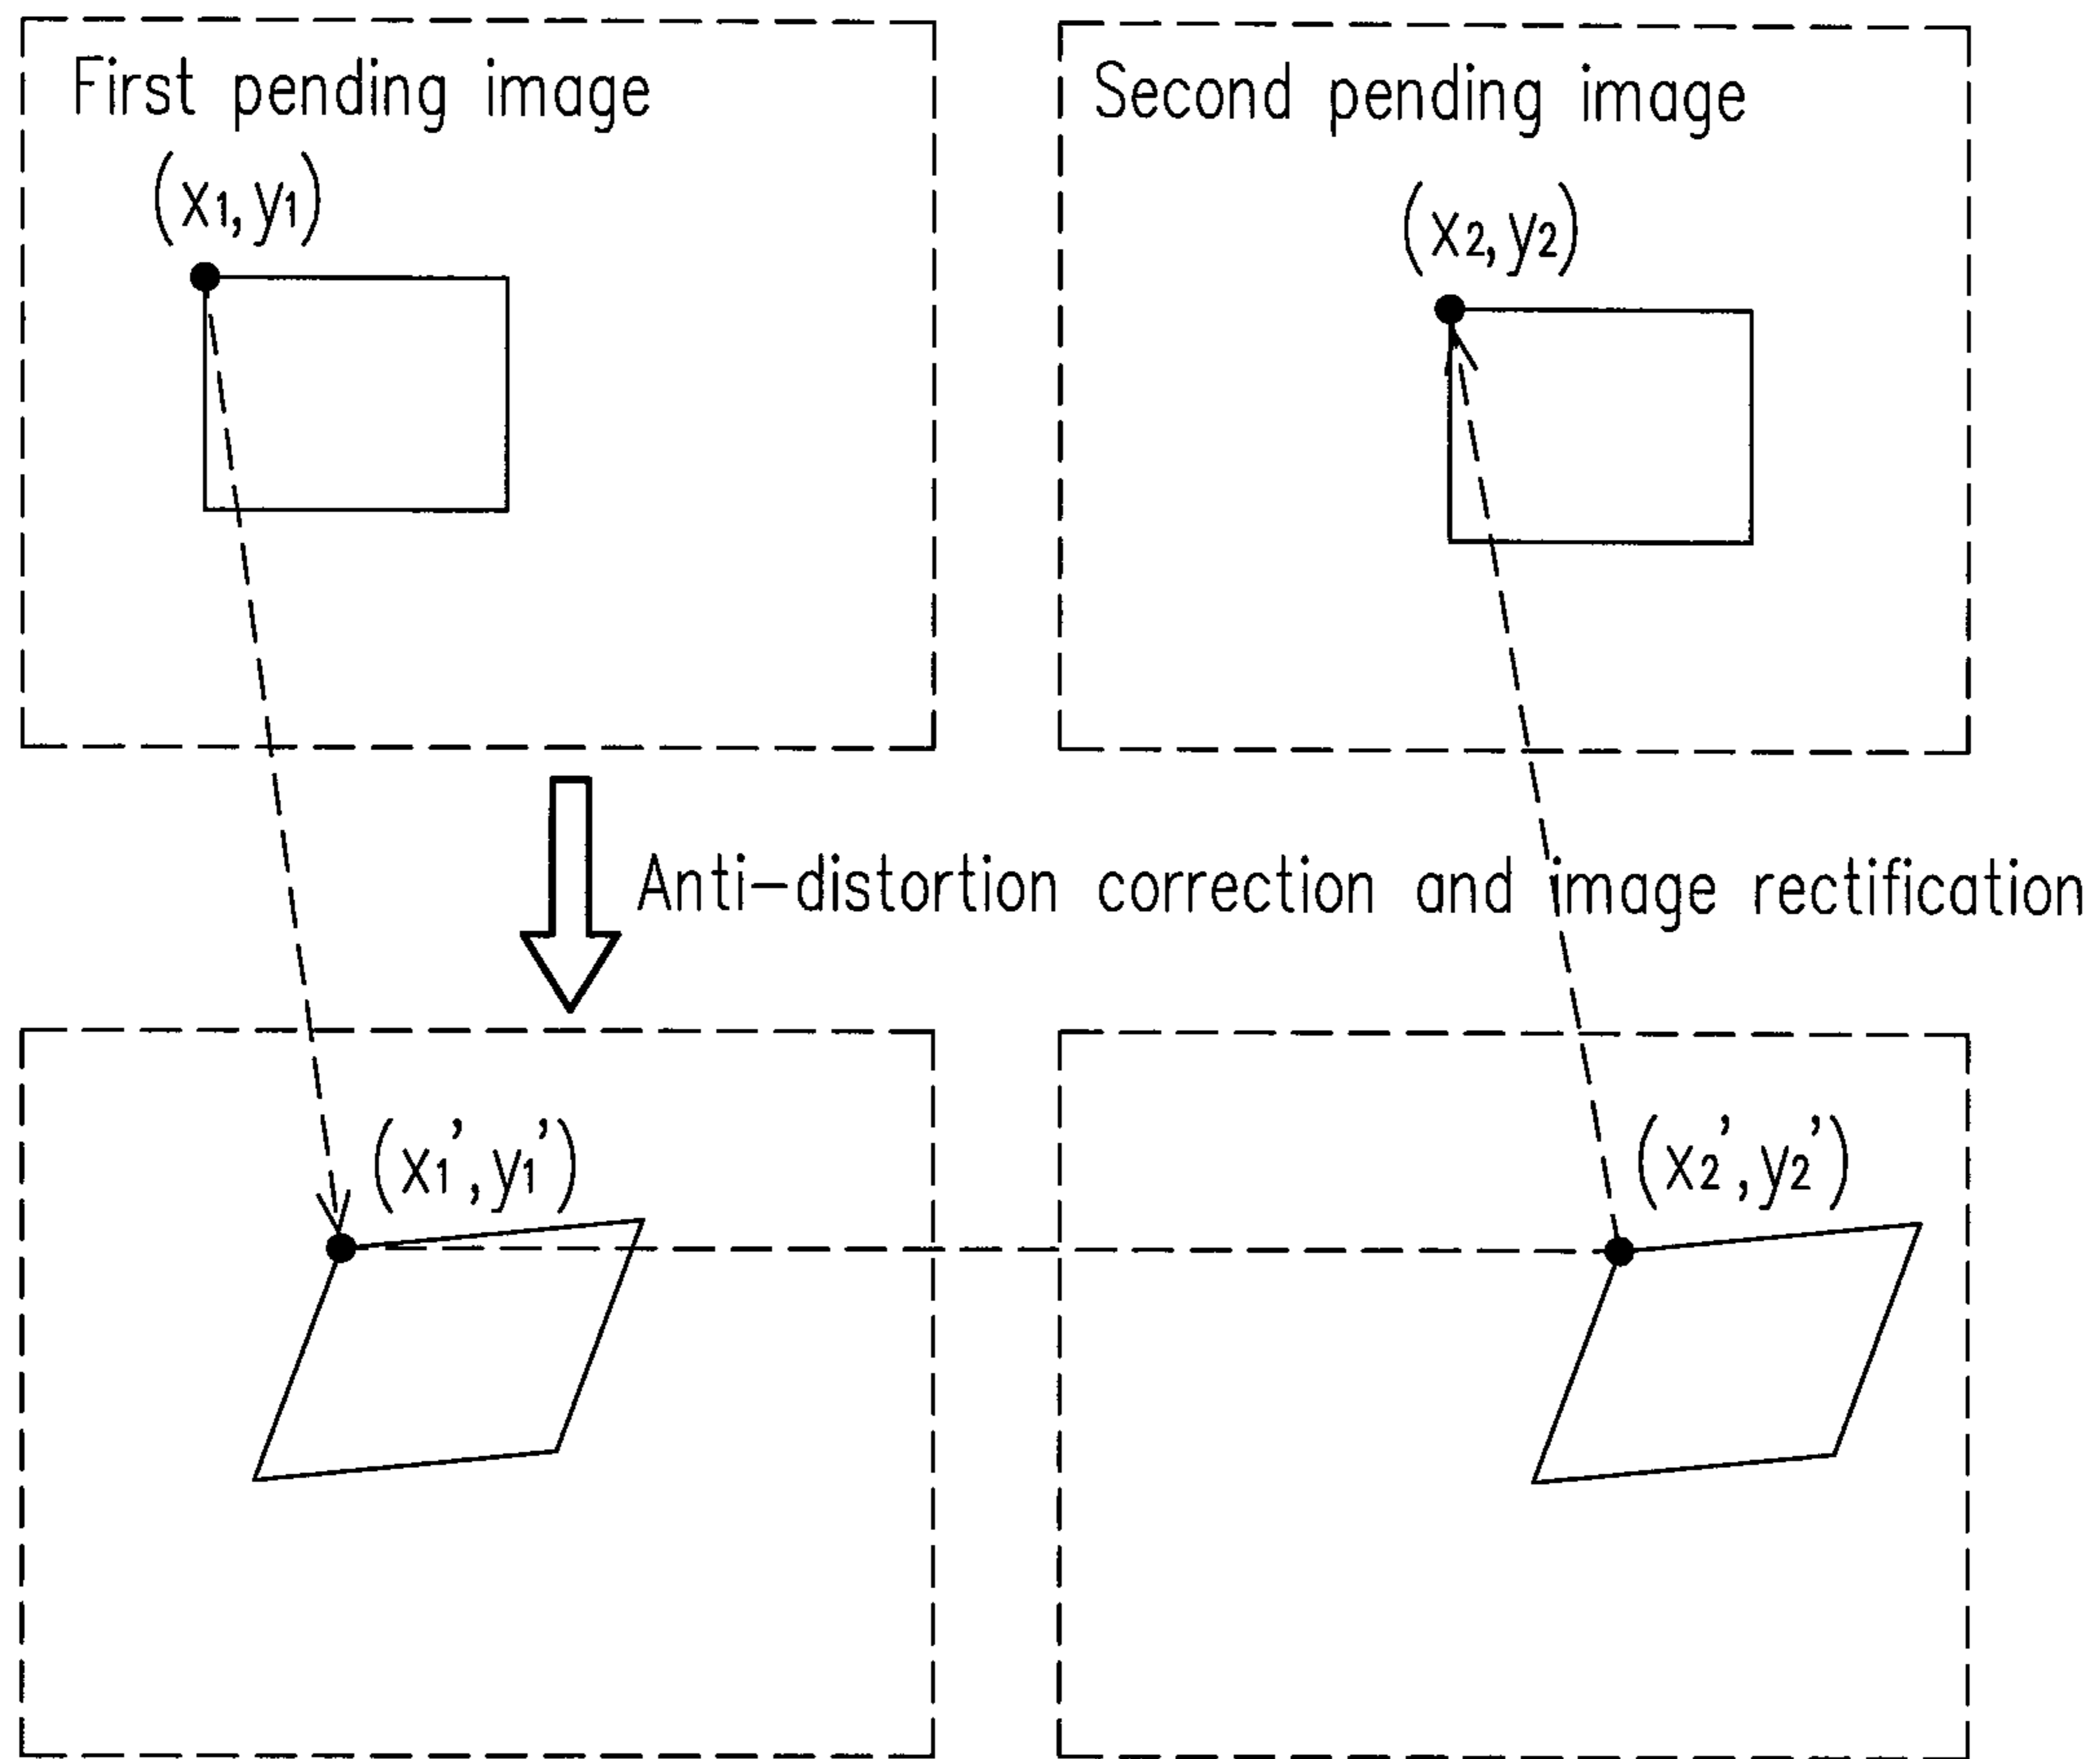 First pending image
(x1,y1)
Second pending image
(x2,y2)
Anti-distortion correction and image rectification
(x1',y1')
(x2',y2')